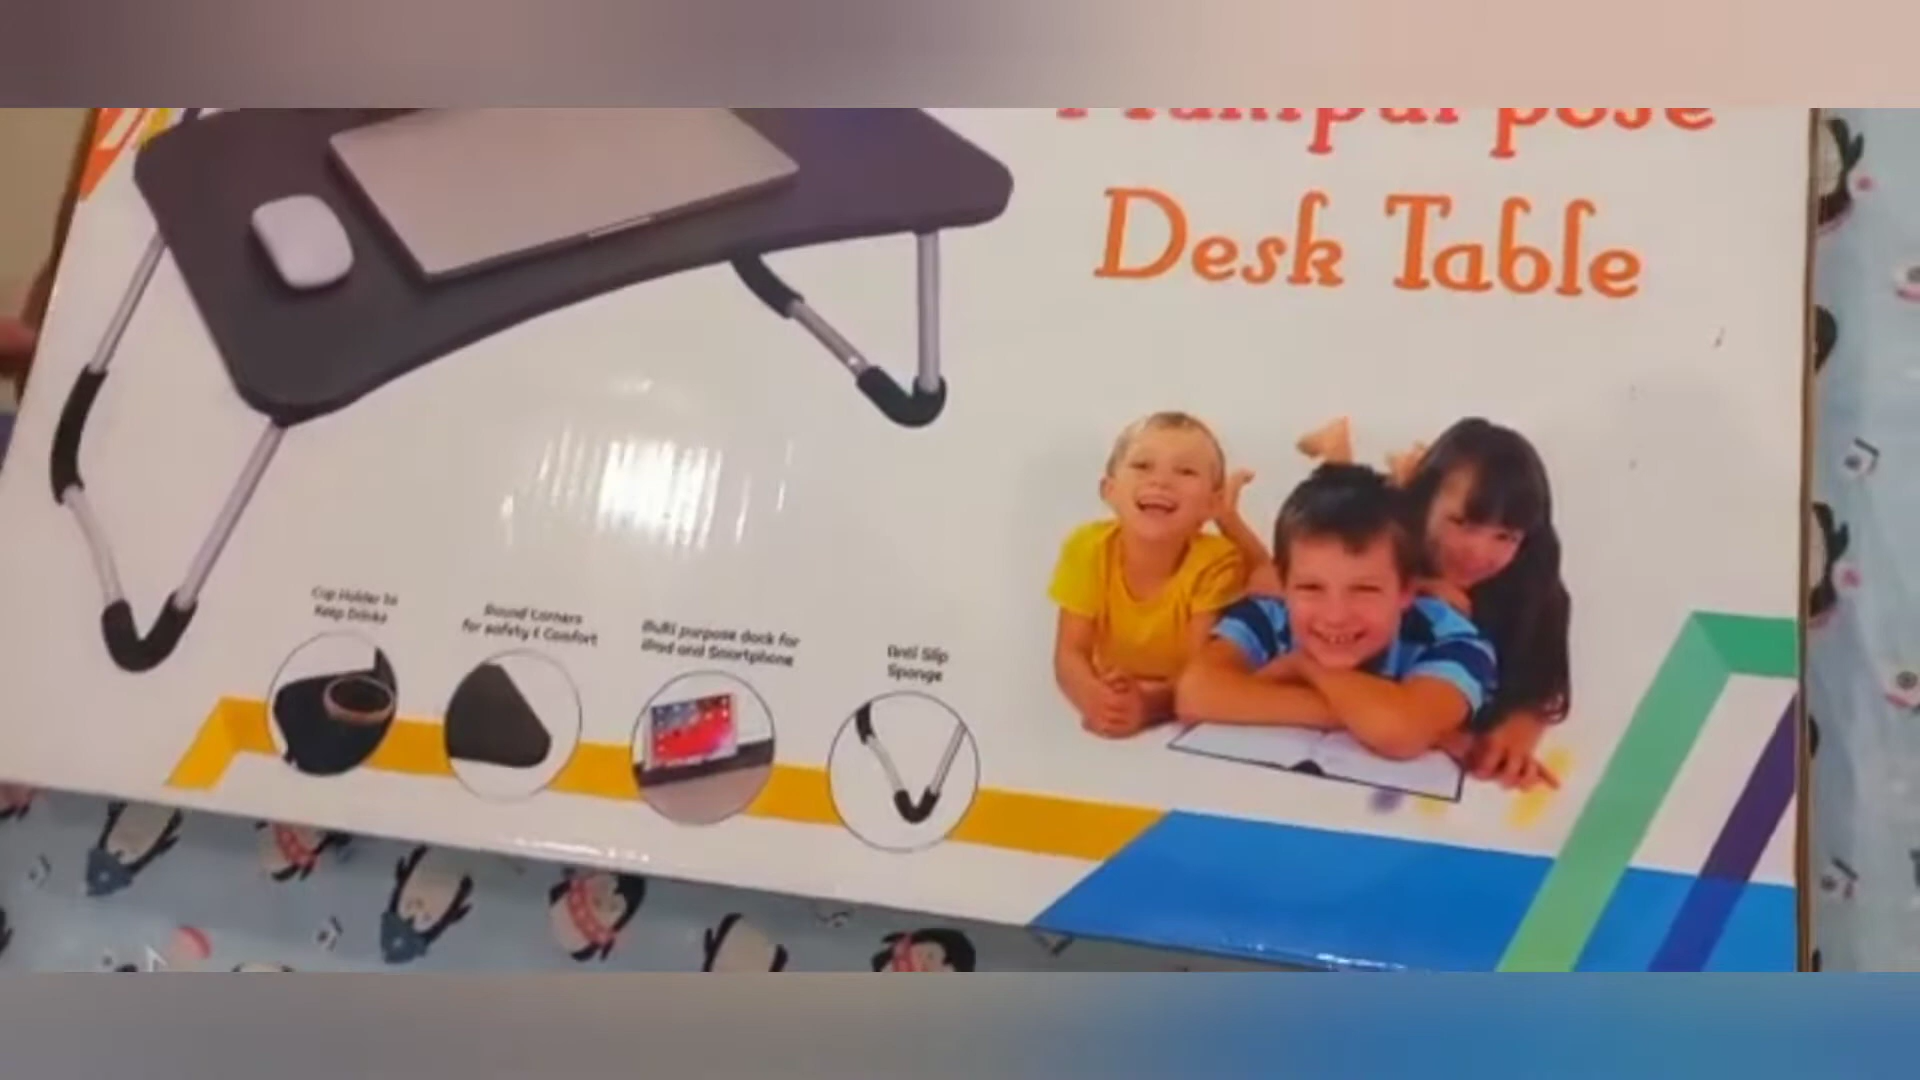 Multipurpose
Desk Table
Cup Holder to
Keep Drinks
Round Corners
for safety & Comfort
Multi purpose dock for
iPad and Smartphone
Anti Slip
Sponge